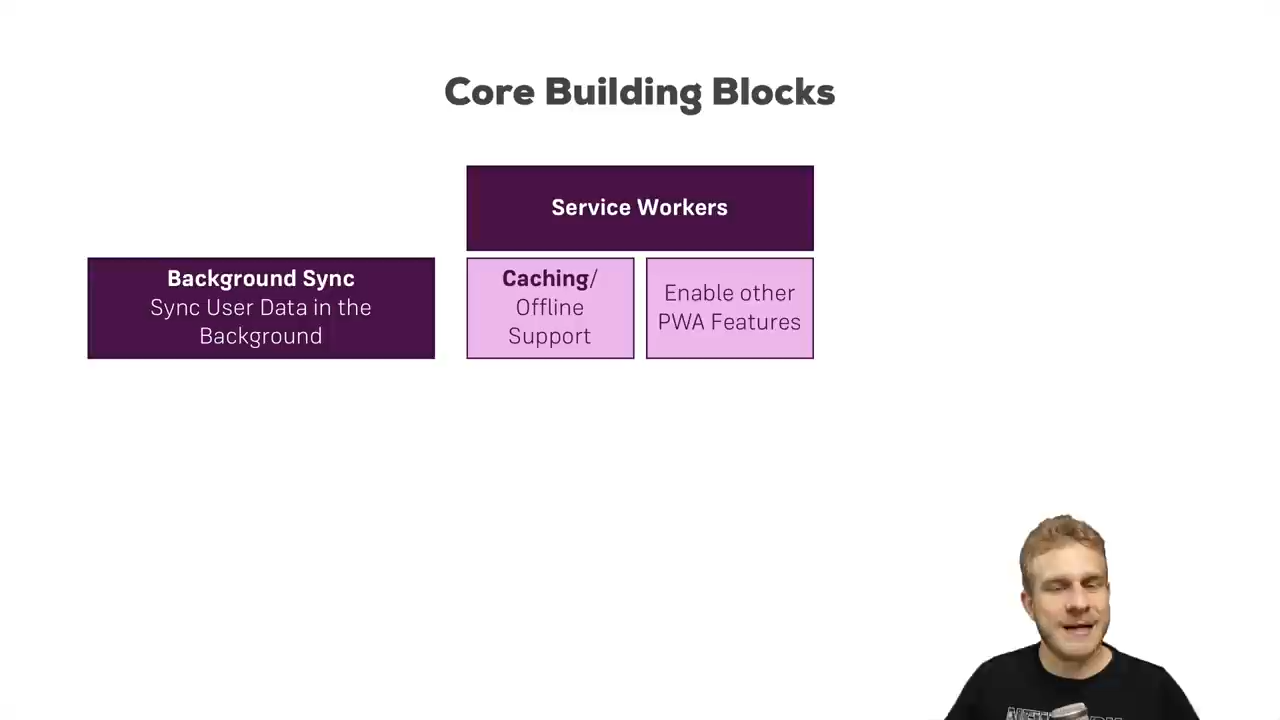 Core Building Blocks
Service Workers
Background Sync
Sync User Data in the
Background
Caching/
Offline
Support
Enable other
PWA Features